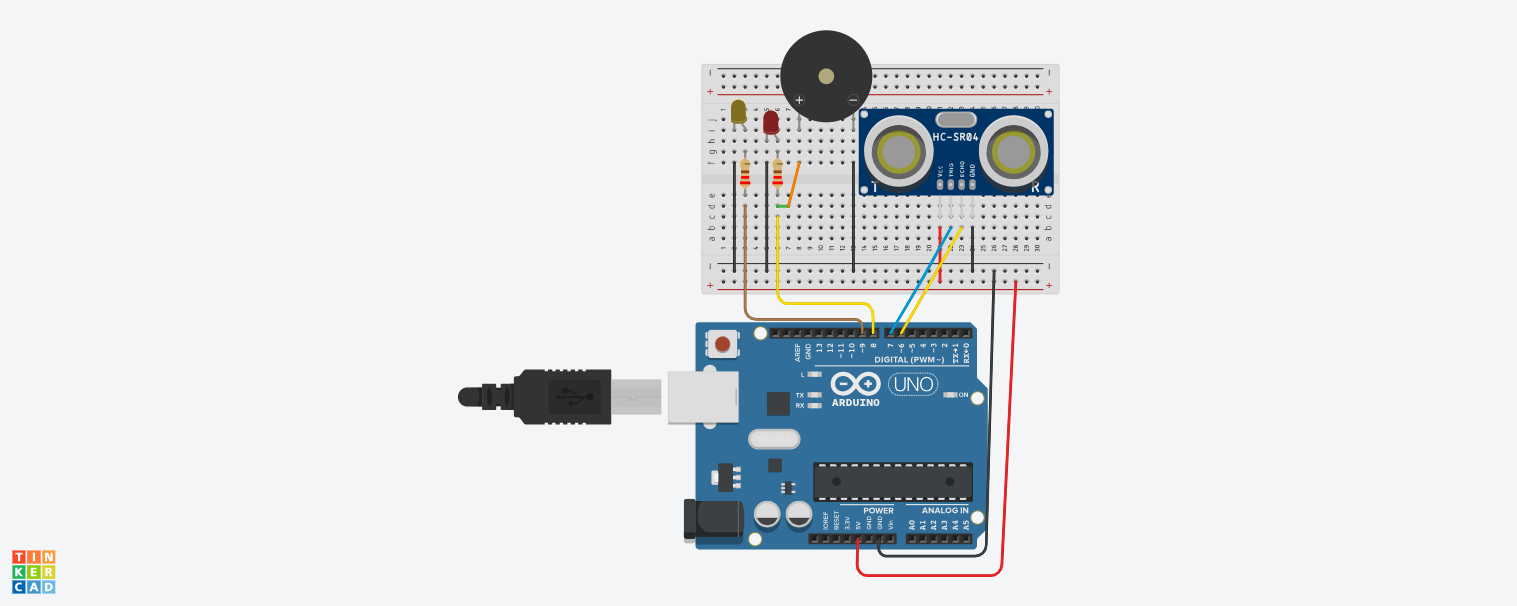 HC-SR04
VCC
TRIG
ECHO
GND
T
R
AREF
GND
13
12
~11
~10
~9
8
7
~6
~5
4
~3
2
TX→1
RX←0
DIGITAL (PWM~)
L
TX
RX
ARDUINO
UNO
ON
POWER
ANALOG IN
IOREF
RESET
3.3V
5V
GND
GND
Vin
A0
A1
A2
A3
A4
A5
TIN
KER
CAD